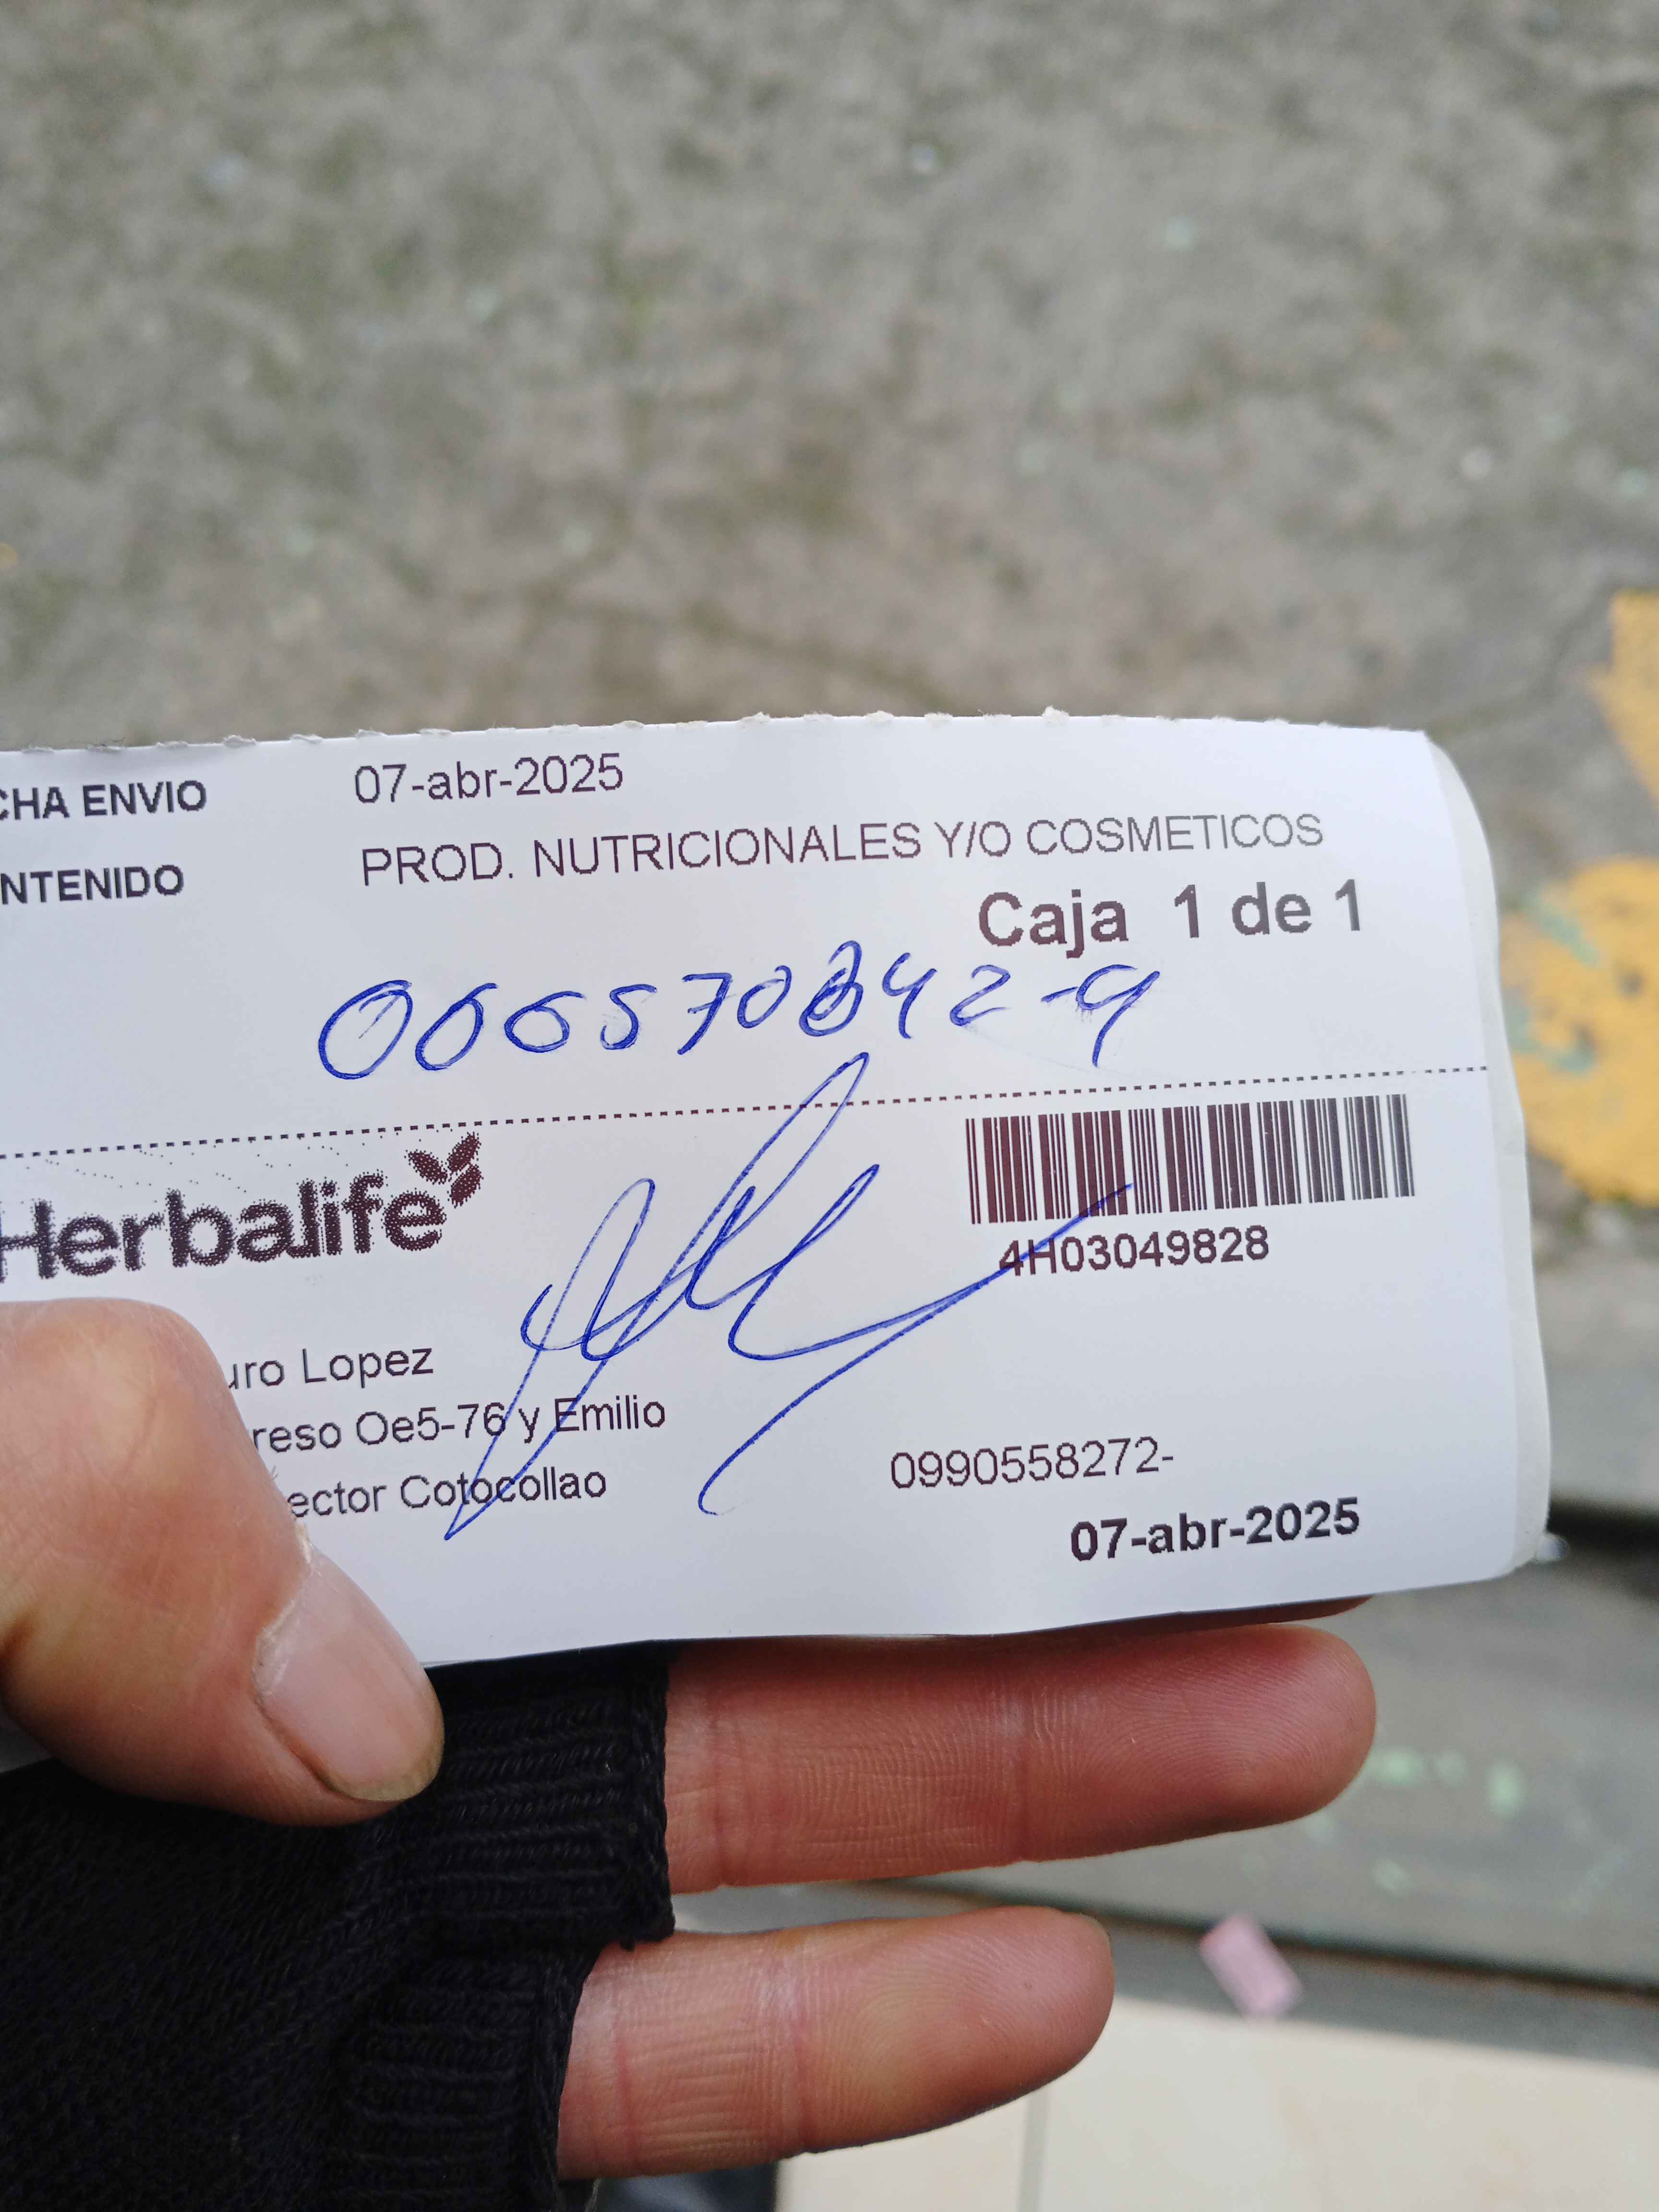 CHA ENVIO 07-abr-2025
NTENIDO PROD. NUTRICIONALES Y/O COSMETICOS
Caja 1 de 1
Herbalife
4H03049828
uro Lopez
reso Oe5-76 y Emilio
ector Cotocollao
0990558272-
07-abr-2025